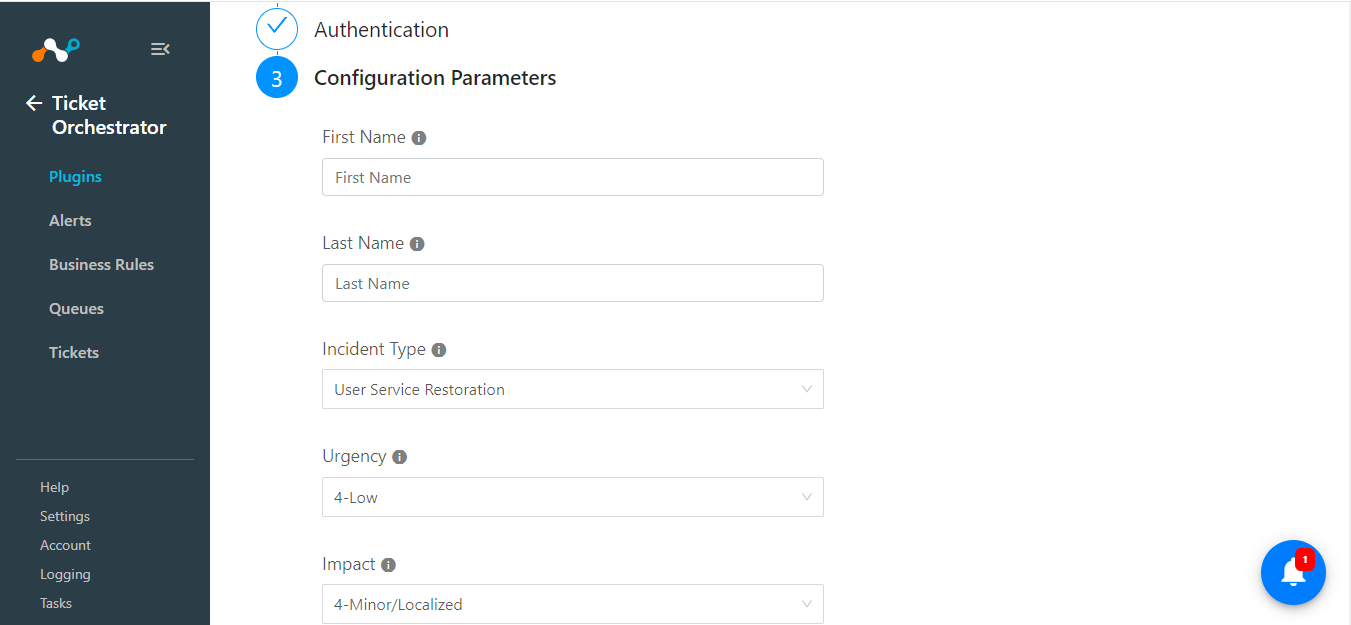 Ticket
Orchestrator
Plugins
Alerts
Business Rules
Queues
Tickets
Help
Settings
Account
Logging
Tasks
Authentication
3
Configuration Parameters
First Name
First Name
Last Name
Last Name
Incident Type
User Service Restoration
Urgency
4-Low
Impact
4-Minor/Localized
1